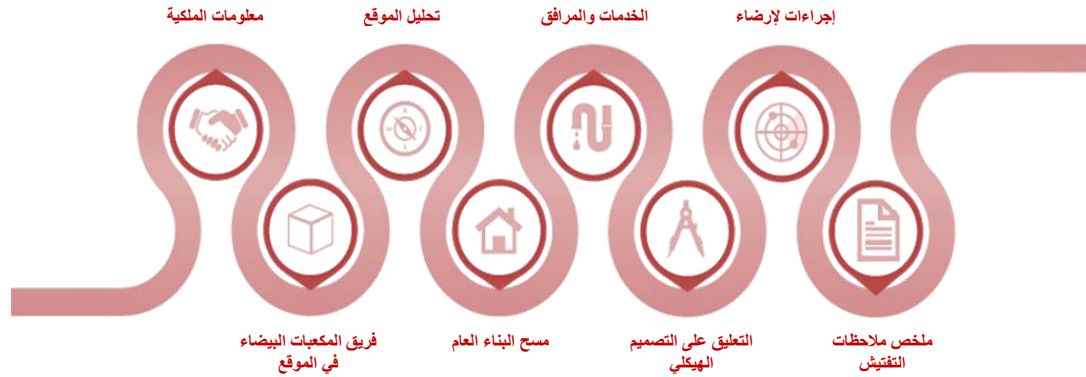 معلومات الملكية
تحليل الموقع
الخدمات والمرافق
إجراءات لإرضاء
فريق المكعبات البيضاء
في الموقع
مسح البناء العام
التعليق على التصميم
الهيكلي
ملخص ملاحظات
التفتيش